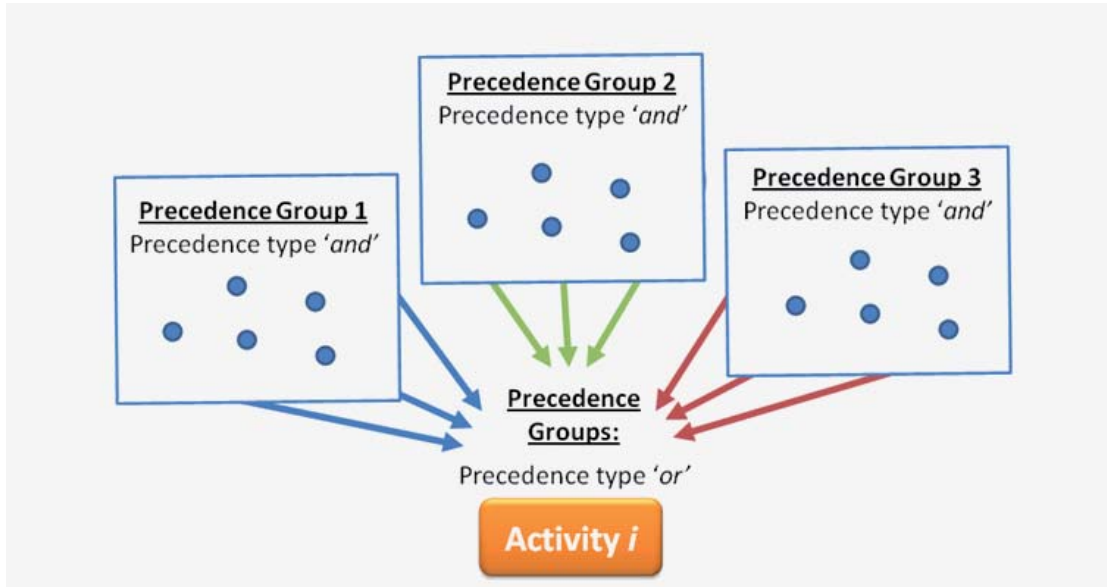 Precedence Group 1
Precedence type ‘and’
Precedence Group 2
Precedence type ‘and’
Precedence Group 3
Precedence type ‘and’
Precedence
Groups:
Precedence type ‘or’
Activity i